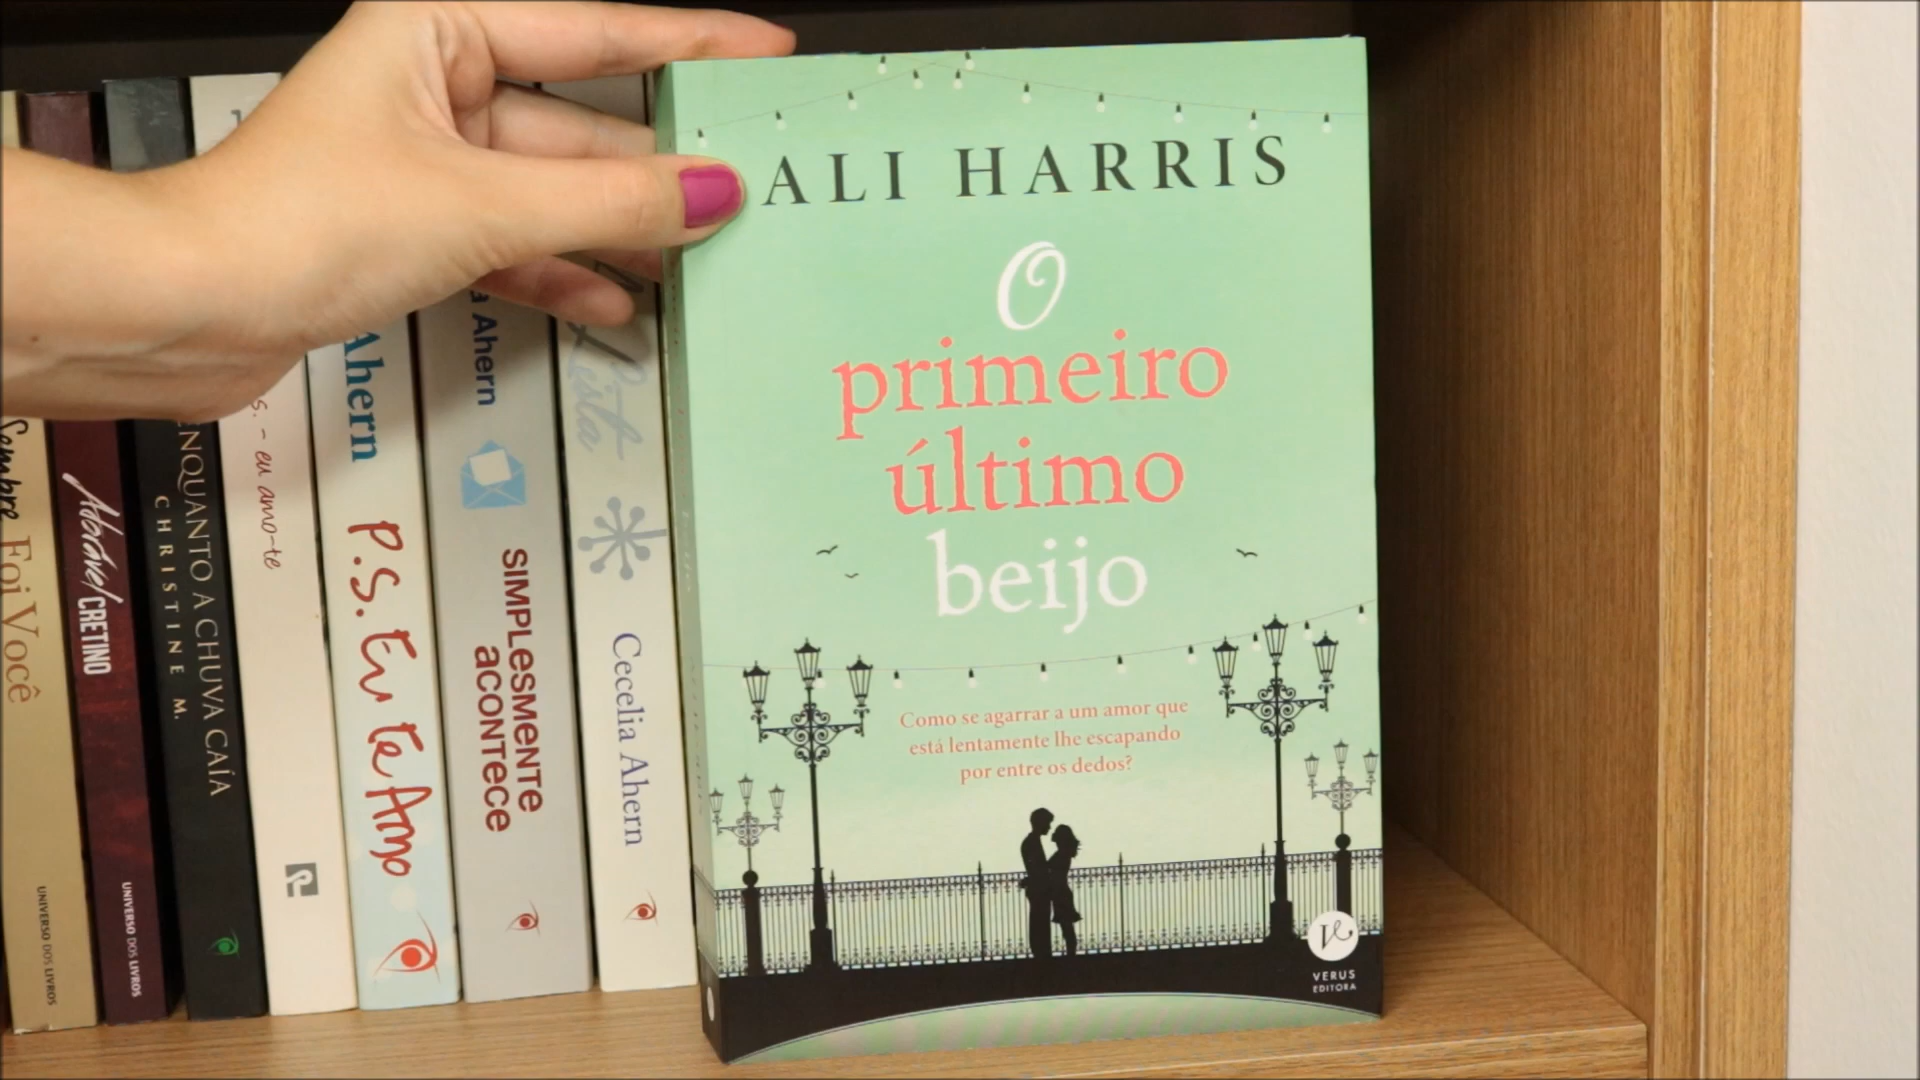 Sempre Foi Você
UNIVERSO DOS LIVROS
Adorável CRETINO
UNIVERSO DOS LIVROS
ENQUANTO A CHUVA CAÍA
CHRISTINE M.
s. - eu amo-te
Ahern
P.S. Eu te Amo
a Ahern
SIMPLESMENTE
ACONTECE
A Lista
Cecelia Ahern
ALI HARRIS
O
primeiro
último
beijo
Como se agarrar a um amor que
está lentamente lhe escapando
por entre os dedos?
VERUS
EDITORA